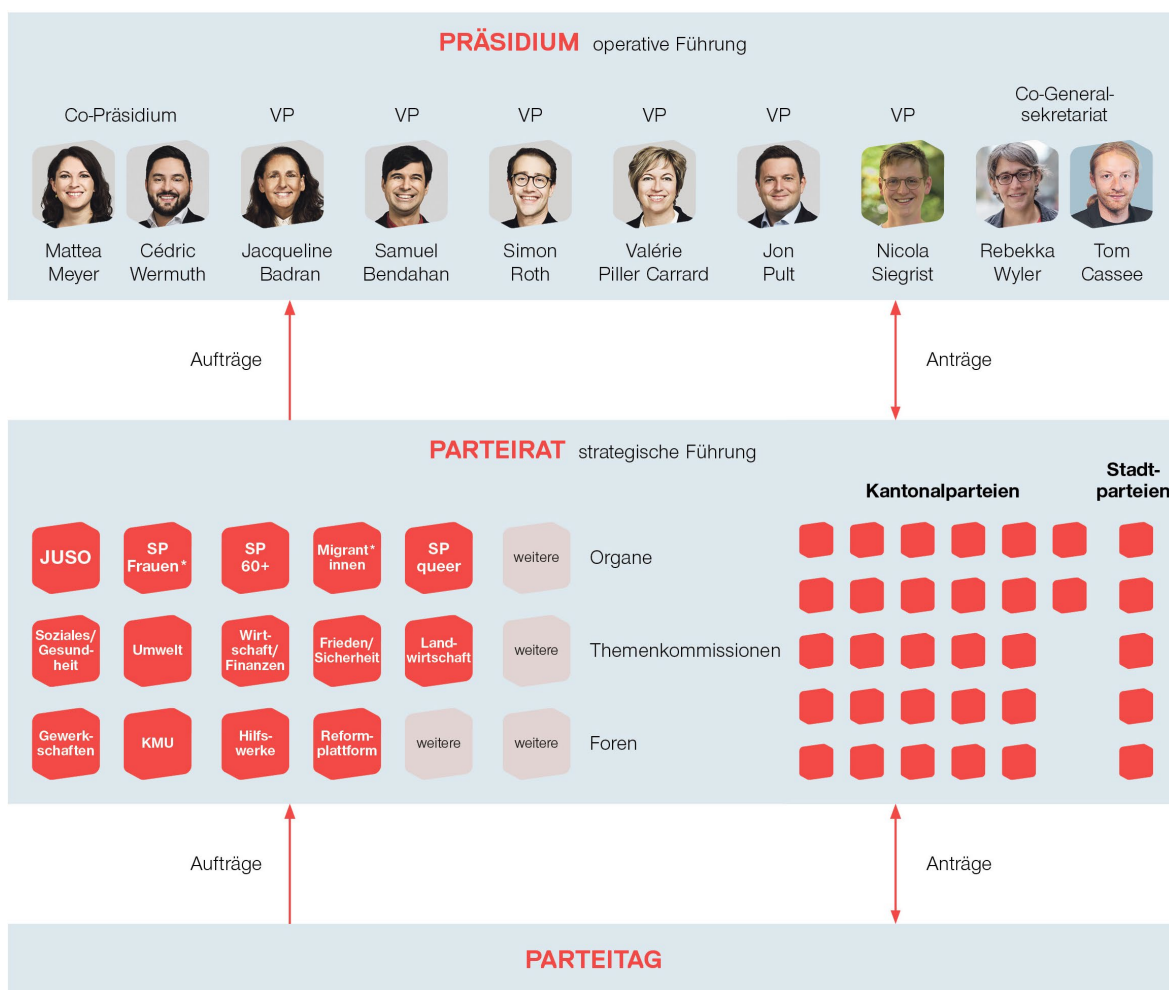 PRÄSIDIUM operative Führung
Co-Präsidium
VP
VP
VP
VP
VP
VP
Co-General-
sekretariat
Mattea
Meyer
Cédric
Wermuth
Jacqueline
Badran
Samuel
Bendahan
Simon
Roth
Valérie
Piller Carrard
Jon
Pult
Nicola
Siegrist
Rebekka
Wyler
Tom
Cassee
Aufträge
Anträge
PARTEIRAT strategische Führung
Kantonalparteien
Stadt-
parteien
JUSO
SP
Frauen*
SP
60+
Migrant*
innen
SP
queer
weitere
Organe
Soziales/
Gesund-
heit
Umwelt
Wirt-
schaft/
Finanzen
Frieden/
Sicherheit
Land-
wirtschaft
weitere
Themenkommissionen
Gewerk-
schaften
KMU
Hilfs-
werke
Reform-
plattform
weitere
weitere
Foren
Aufträge
Anträge
PARTEITAG